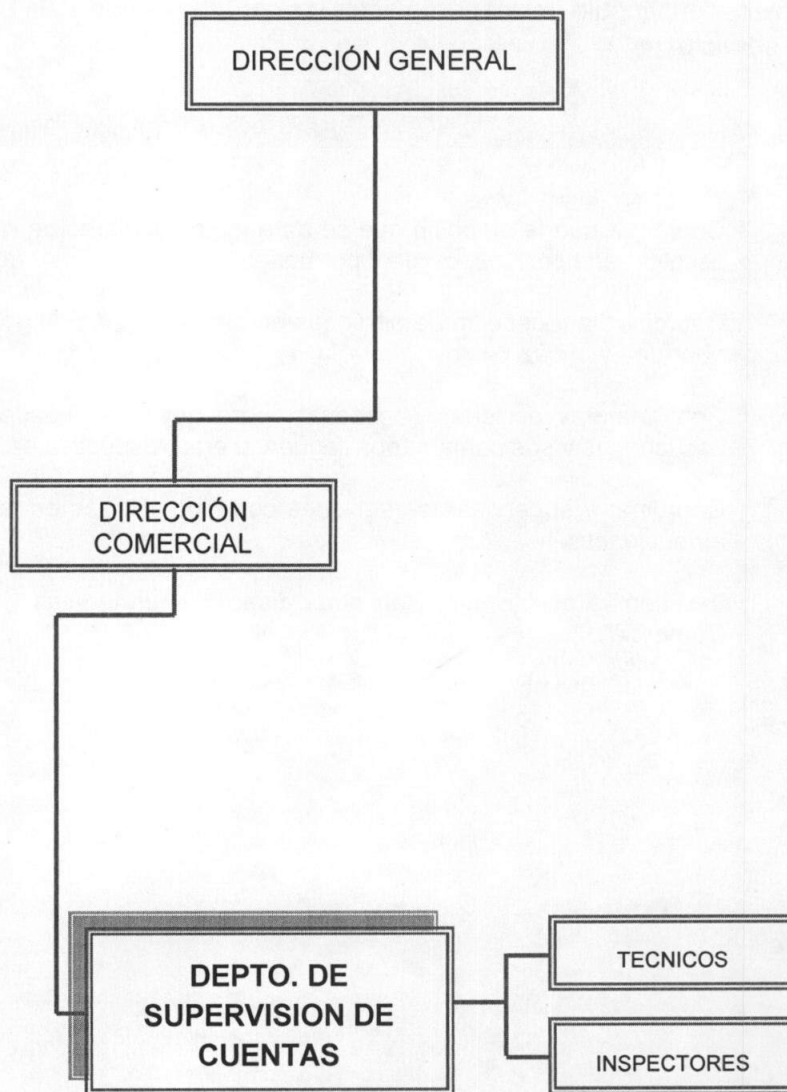 DIRECCIÓN GENERAL
DIRECCIÓN
COMERCIAL
DEPTO. DE
SUPERVISION DE
CUENTAS
TECNICOS
INSPECTORES